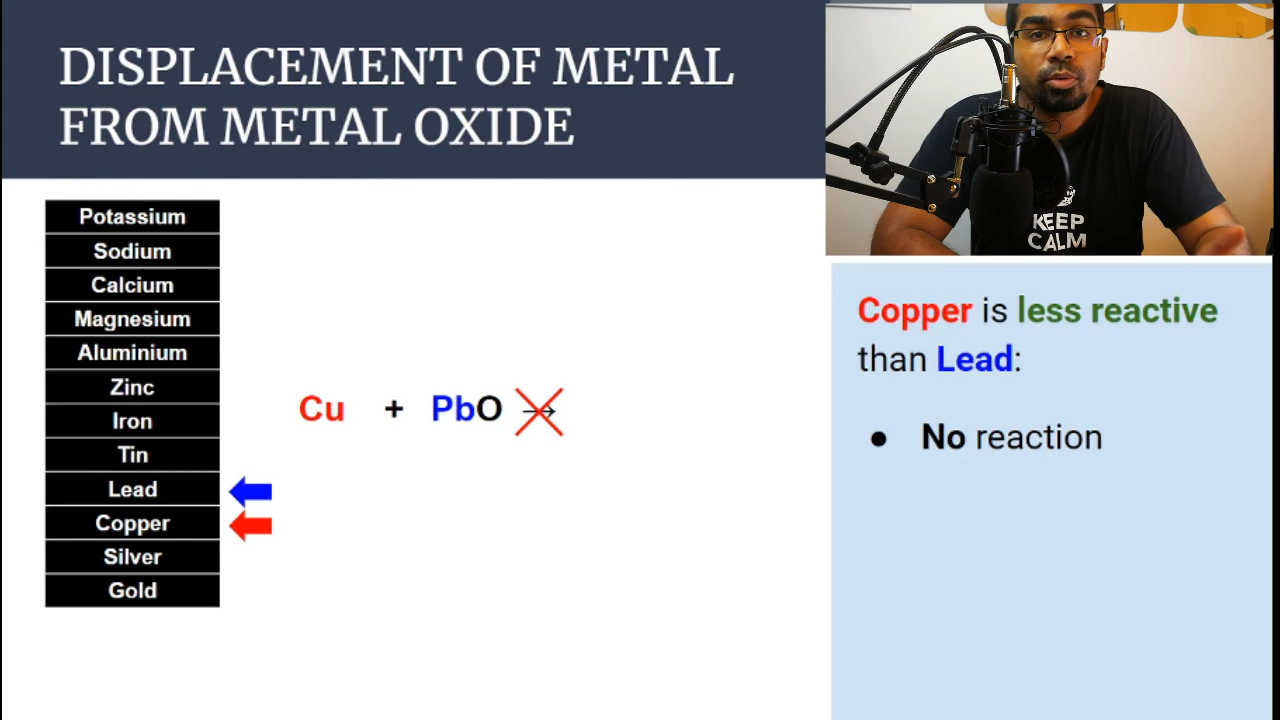 DISPLACEMENT OF METAL
FROM METAL OXIDE
KEEP
CALM
Potassium
Sodium
Calcium
Magnesium
Aluminium
Zinc
Iron
Tin
Lead
Copper
Silver
Gold
Cu + PbO →
Copper is less reactive
than Lead:
● No reaction